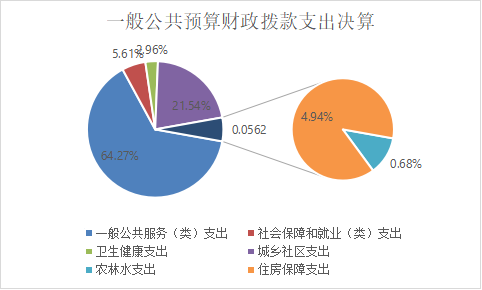 一般公共预算财政拨款支出决算
5.61%
2.96%
21.54%
0.0562
64.27%
4.94%
0.68%
一般公共服务（类）支出
社会保障和就业（类）支出
卫生健康支出
城乡社区支出
农林水支出
住房保障支出